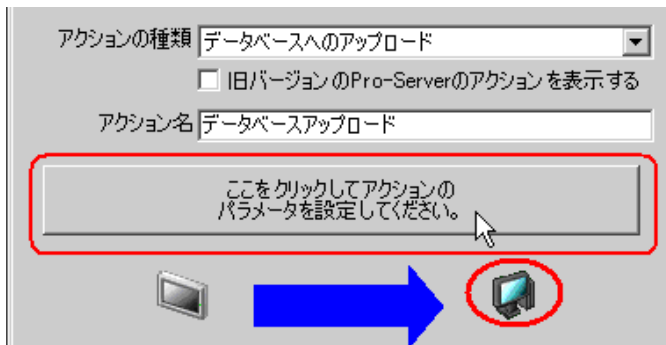 アクションの種類 データベースへのアップロード
旧バージョンのPro-Serverのアクションを表示する
アクション名 データベースアップロード
ここをクリックしてアクションの
パラメータを設定してください。